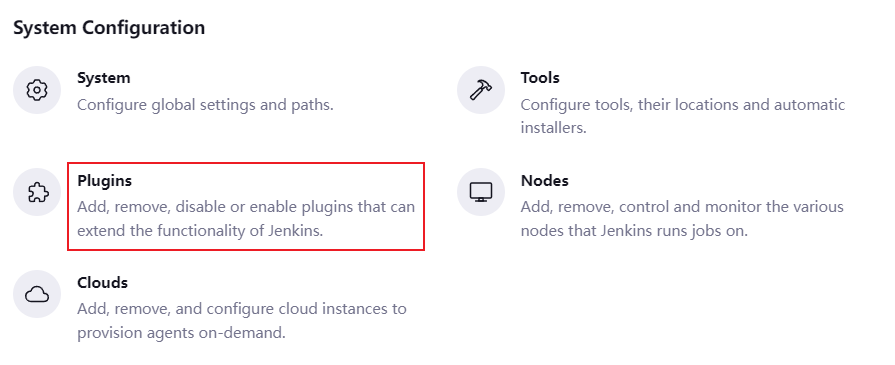 System Configuration
System
Configure global settings and paths.
Tools
Configure tools, their locations and automatic
installers.
Plugins
Add, remove, disable or enable plugins that can
extend the functionality of Jenkins.
Nodes
Add, remove, control and monitor the various
nodes that Jenkins runs jobs on.
Clouds
Add, remove, and configure cloud instances to
provision agents on-demand.